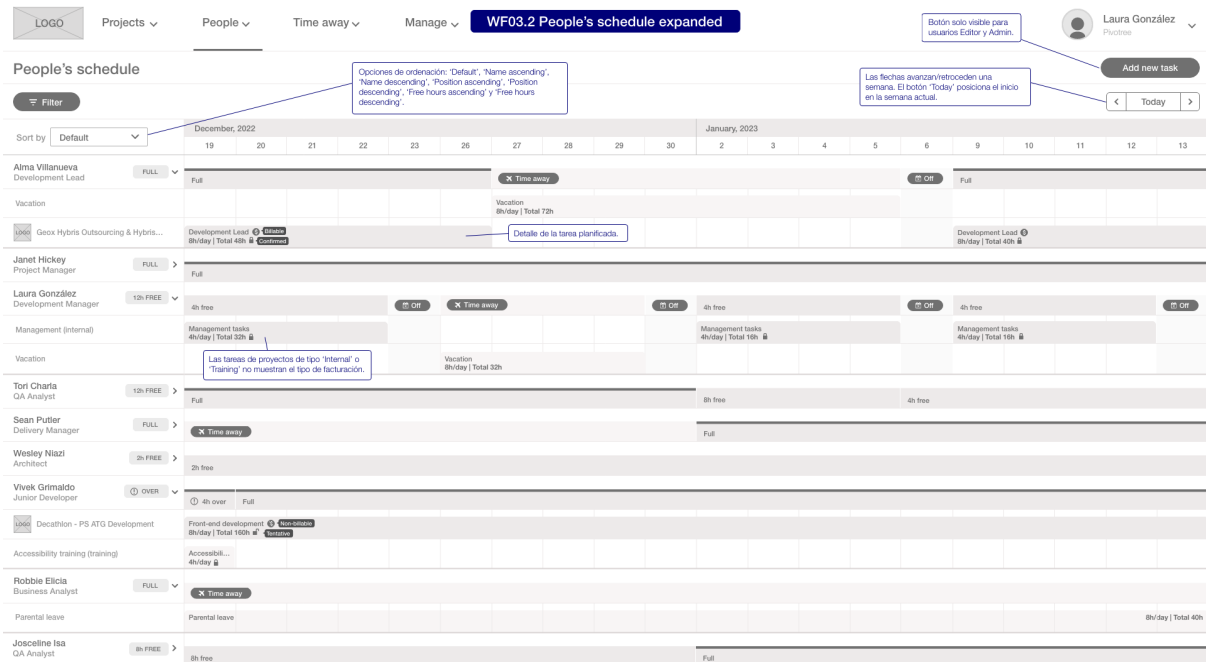 LOGO
Projects
People
Time away
Manage
WF03.2 People's schedule expanded
Botón solo visible para
usuarios Editor y Admin.
Laura González
Pivotree
People's schedule
Add new task
Opciones de ordenación: 'Default', 'Name ascending',
'Name descending', 'Position ascending', 'Position
descending', 'Free hours ascending' y 'Free hours
descending'.
Las flechas avanzan/retroceden una
semana. El botón 'Today' posiciona el inicio
en la semana actual.
Filter
< Today >
Sort by Default
December, 2022
January, 2023
19 20 21 22 23 26 27 28 29 30 2 3 4 5 6 9 10 11 12 13
Alma Villanueva
Development Lead
FULL
Full
Time away
Off
Full
Vacation
Vacation
8h/day | Total 72h
LOGO
Geox Hybris Outsourcing & Hybris...
Development Lead Billable
8h/day | Total 48h Confirmed
Detalle de la tarea planificada.
Development Lead
8h/day | Total 40h
Janet Hickey
Project Manager
FULL
Full
Laura González
Development Manager
12h FREE
4h free
Off
Time away
Off
4h free
Off
4h free
Off
Management (internal)
Management tasks
4h/day | Total 32h
Management tasks
4h/day | Total 16h
Management tasks
4h/day | Total 16h
Las tareas de proyectos de tipo 'Internal' o
'Training' no muestran el tipo de facturación.
Vacation
Vacation
8h/day | Total 32h
Tori Charla
QA Analyst
12h FREE
Full
8h free
4h free
Sean Putler
Delivery Manager
FULL
Time away
Full
Wesley Niazi
Architect
2h FREE
2h free
Vivek Grimaldo
Junior Developer
OVER
4h over
Full
LOGO
Decathlon - PS ATG Development
Front-end development Non-billable
8h/day | Total 160h Tentative
Accessibility training (training)
Accessibili...
4h/day
Robbie Elicia
Business Analyst
FULL
Time away
Parental leave
Parental leave
8h/day | Total 40h
Josceline Isa
QA Analyst
8h FREE
8h free
Full